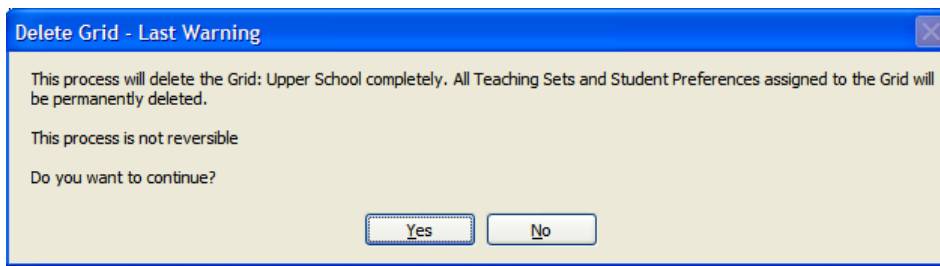 Delete Grid - Last Warning
This process will delete the Grid: Upper School completely. All Teaching Sets and Student Preferences assigned to the Grid will
be permanently deleted.
This process is not reversible
Do you want to continue?
Yes No